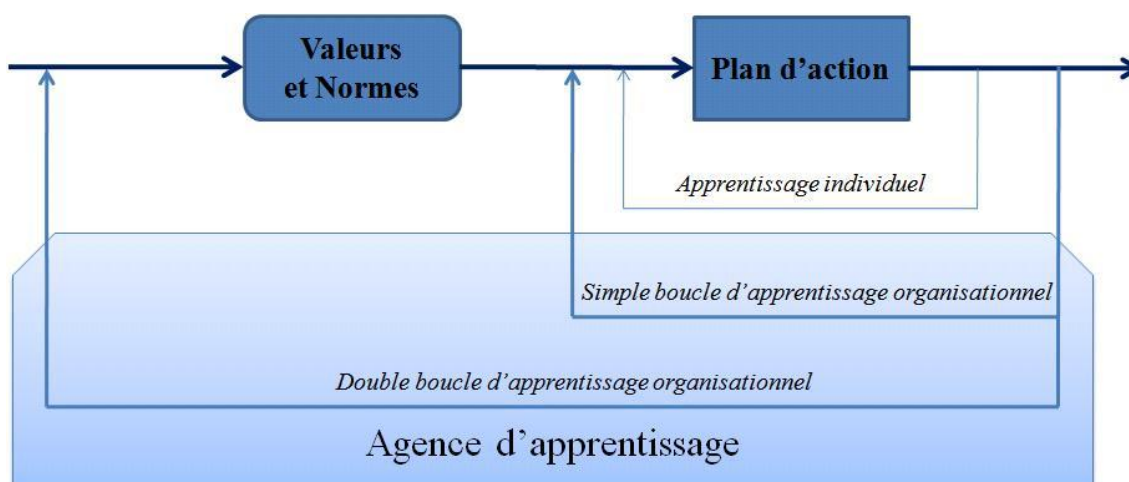 Valeurs
et Normes
Plan d’action
Apprentissage individuel
Simple boucle d’apprentissage organisationnel
Double boucle d’apprentissage organisationnel
Agence d’apprentissage